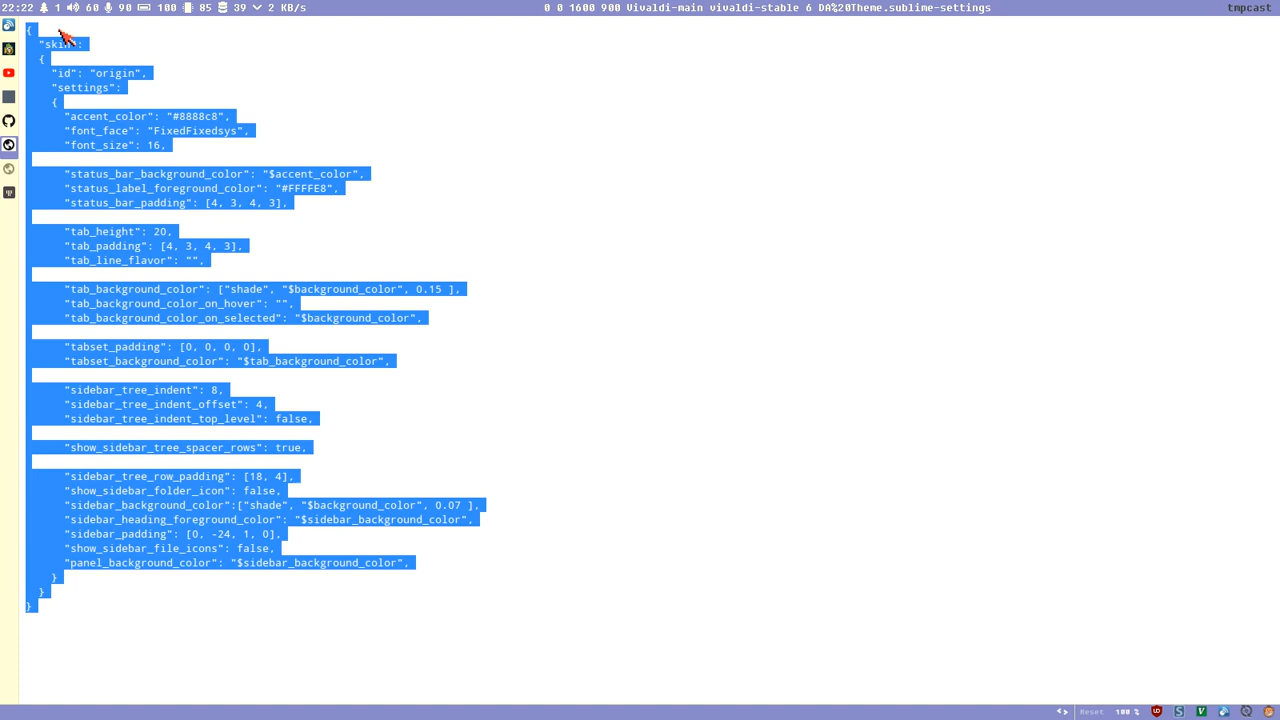 22:22 1 60 90 100 85 39 2 KB/s 0 0 1600 900 Vivaldi-main vivaldi-stable 6 DA%20Theme.sublime-settings tmpcast
{
"skin":
{
"id": "origin",
"settings":
{
"accent_color": "#8888c8",
"font_face": "FixedFixedsys",
"font_size": 16,
"status_bar_background_color": "$accent_color",
"status_label_foreground_color": "#FFFFE8",
"status_bar_padding": [4, 3, 4, 3],
"tab_height": 20,
"tab_padding": [4, 3, 4, 3],
"tab_line_flavor": "",
"tab_background_color": ["shade", "$background_color", 0.15 ],
"tab_background_color_on_hover": "",
"tab_background_color_on_selected": "$background_color",
"tabset_padding": [0, 0, 0, 0],
"tabset_background_color": "$tab_background_color",
"sidebar_tree_indent": 8,
"sidebar_tree_indent_offset": 4,
"sidebar_tree_indent_top_level": false,
"show_sidebar_tree_spacer_rows": true,
"sidebar_tree_row_padding": [18, 4],
"show_sidebar_folder_icon": false,
"sidebar_background_color":["shade", "$background_color", 0.07 ],
"sidebar_heading_foreground_color": "$sidebar_background_color",
"sidebar_padding": [0, -24, 1, 0],
"show_sidebar_file_icons": false,
"panel_background_color": "$sidebar_background_color",
}
}
}
Reset 100 %